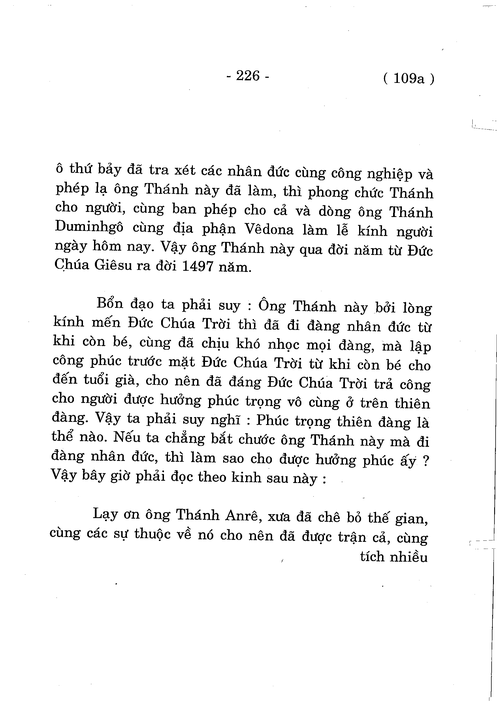 - 226 - ( 109a )
ô thứ bảy đã tra xét các nhân đức cùng công nghiệp và
phép lạ ông Thánh này đã làm, thì phong chức Thánh
cho người, cùng ban phép cho cả và dòng ông Thánh
Duminhgô cùng địa phận Vêdona làm lễ kính người
ngày hôm nay. Vậy ông Thánh này qua đời năm từ Đức
Chúa Giêsu ra đời 1497 năm.
Bổn đạo ta phải suy : Ông Thánh này bởi lòng
kính mến Đức Chúa Trời thì đã đi đàng nhân đức từ
khi còn bé, cùng đã chịu khó nhọc mọi đàng, mà lập
công phúc trước mặt Đức Chúa Trời từ khi còn bé cho
đến tuổi già, cho nên đã đáng Đức Chúa Trời trả công
cho người được hưởng phúc trọng vô cùng ở trên thiên
đàng. Vậy ta phải suy nghĩ : Phúc trọng thiên đàng là
thể nào. Nếu ta chẳng bắt chước ông Thánh này mà đi
đàng nhân đức, thì làm sao cho được hưởng phúc ấy ?
Vậy bây giờ phải đọc theo kinh sau này :
Lạy ơn ông Thánh Anrê, xưa đã chê bỏ thế gian,
cùng các sự thuộc về nó cho nên đã được trận cả, cùng
tích nhiều